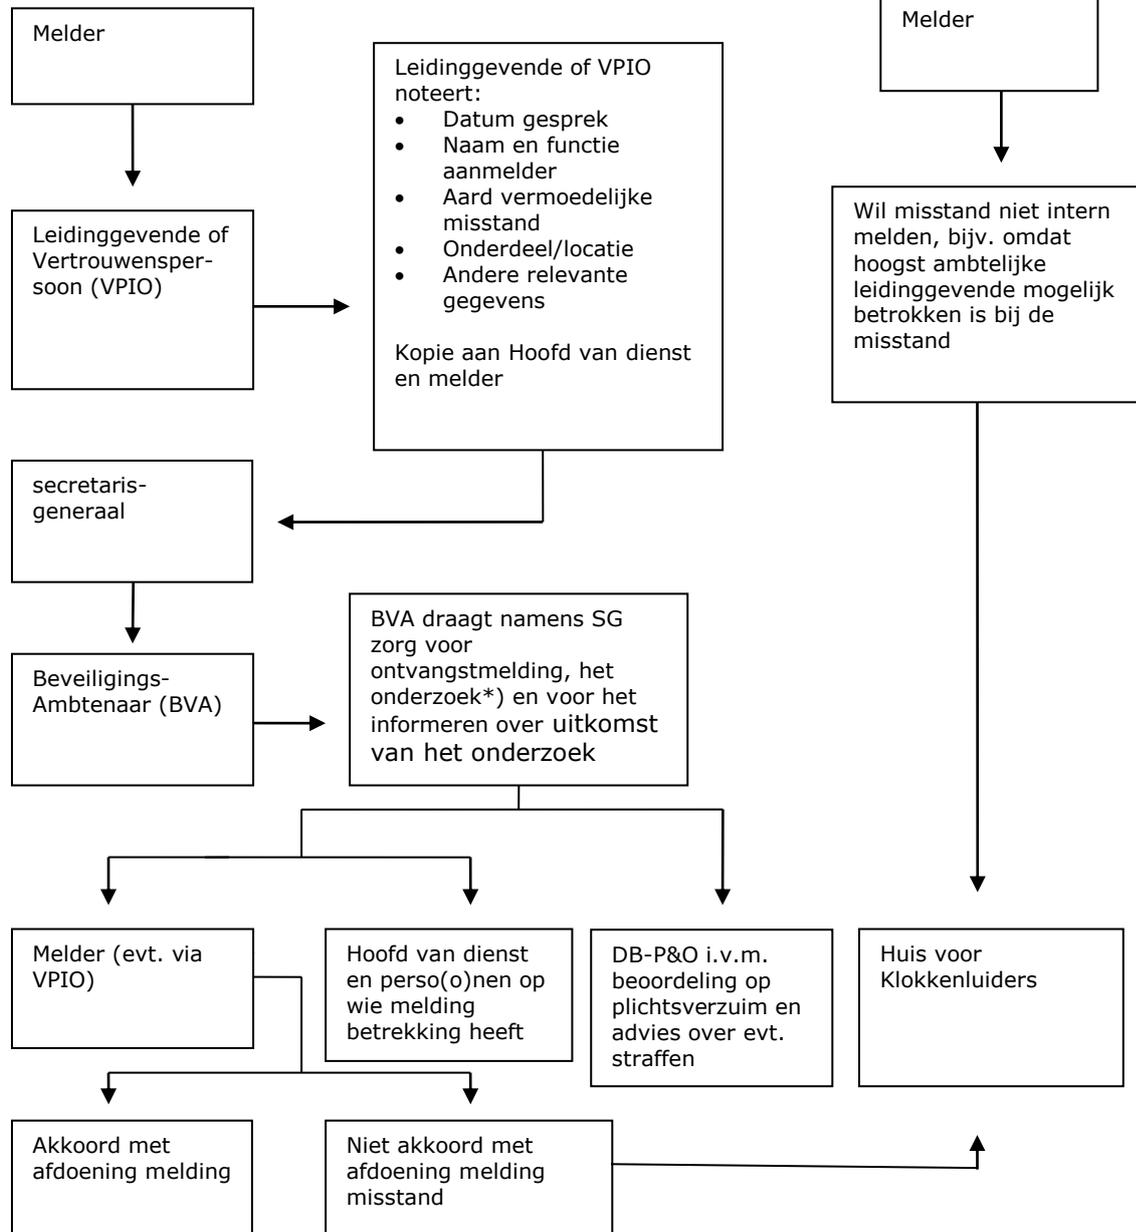 Melder
Leidinggevende of
Vertrouwensper-
soon (VPIO)
Leidinggevende of VPIO
noteert:
• Datum gesprek
• Naam en functie
aanmelder
• Aard vermoedelijke
misstand
• Onderdeel/locatie
• Andere relevante
gegevens
Kopie aan Hoofd van dienst
en melder
secretaris-
generaal
Beveiligings-
Ambtenaar (BVA)
BVA draagt namens SG
zorg voor
ontvangstmelding, het
onderzoek*) en voor het
informeren over uitkomst
van het onderzoek
Melder (evt. via
VPIO)
Hoofd van dienst
en perso(o)nen op
wie melding
betrekking heeft
DB-P&O i.v.m.
beoordeling op
plichtsverzuim en
advies over evt.
straffen
Akkoord met
afdoening melding
Niet akkoord met
afdoening melding
misstand
Melder
Wil misstand niet intern
melden, bijv. omdat
hoogst ambtelijke
leidinggevende mogelijk
betrokken is bij de
misstand
Huis voor
Klokkenluiders